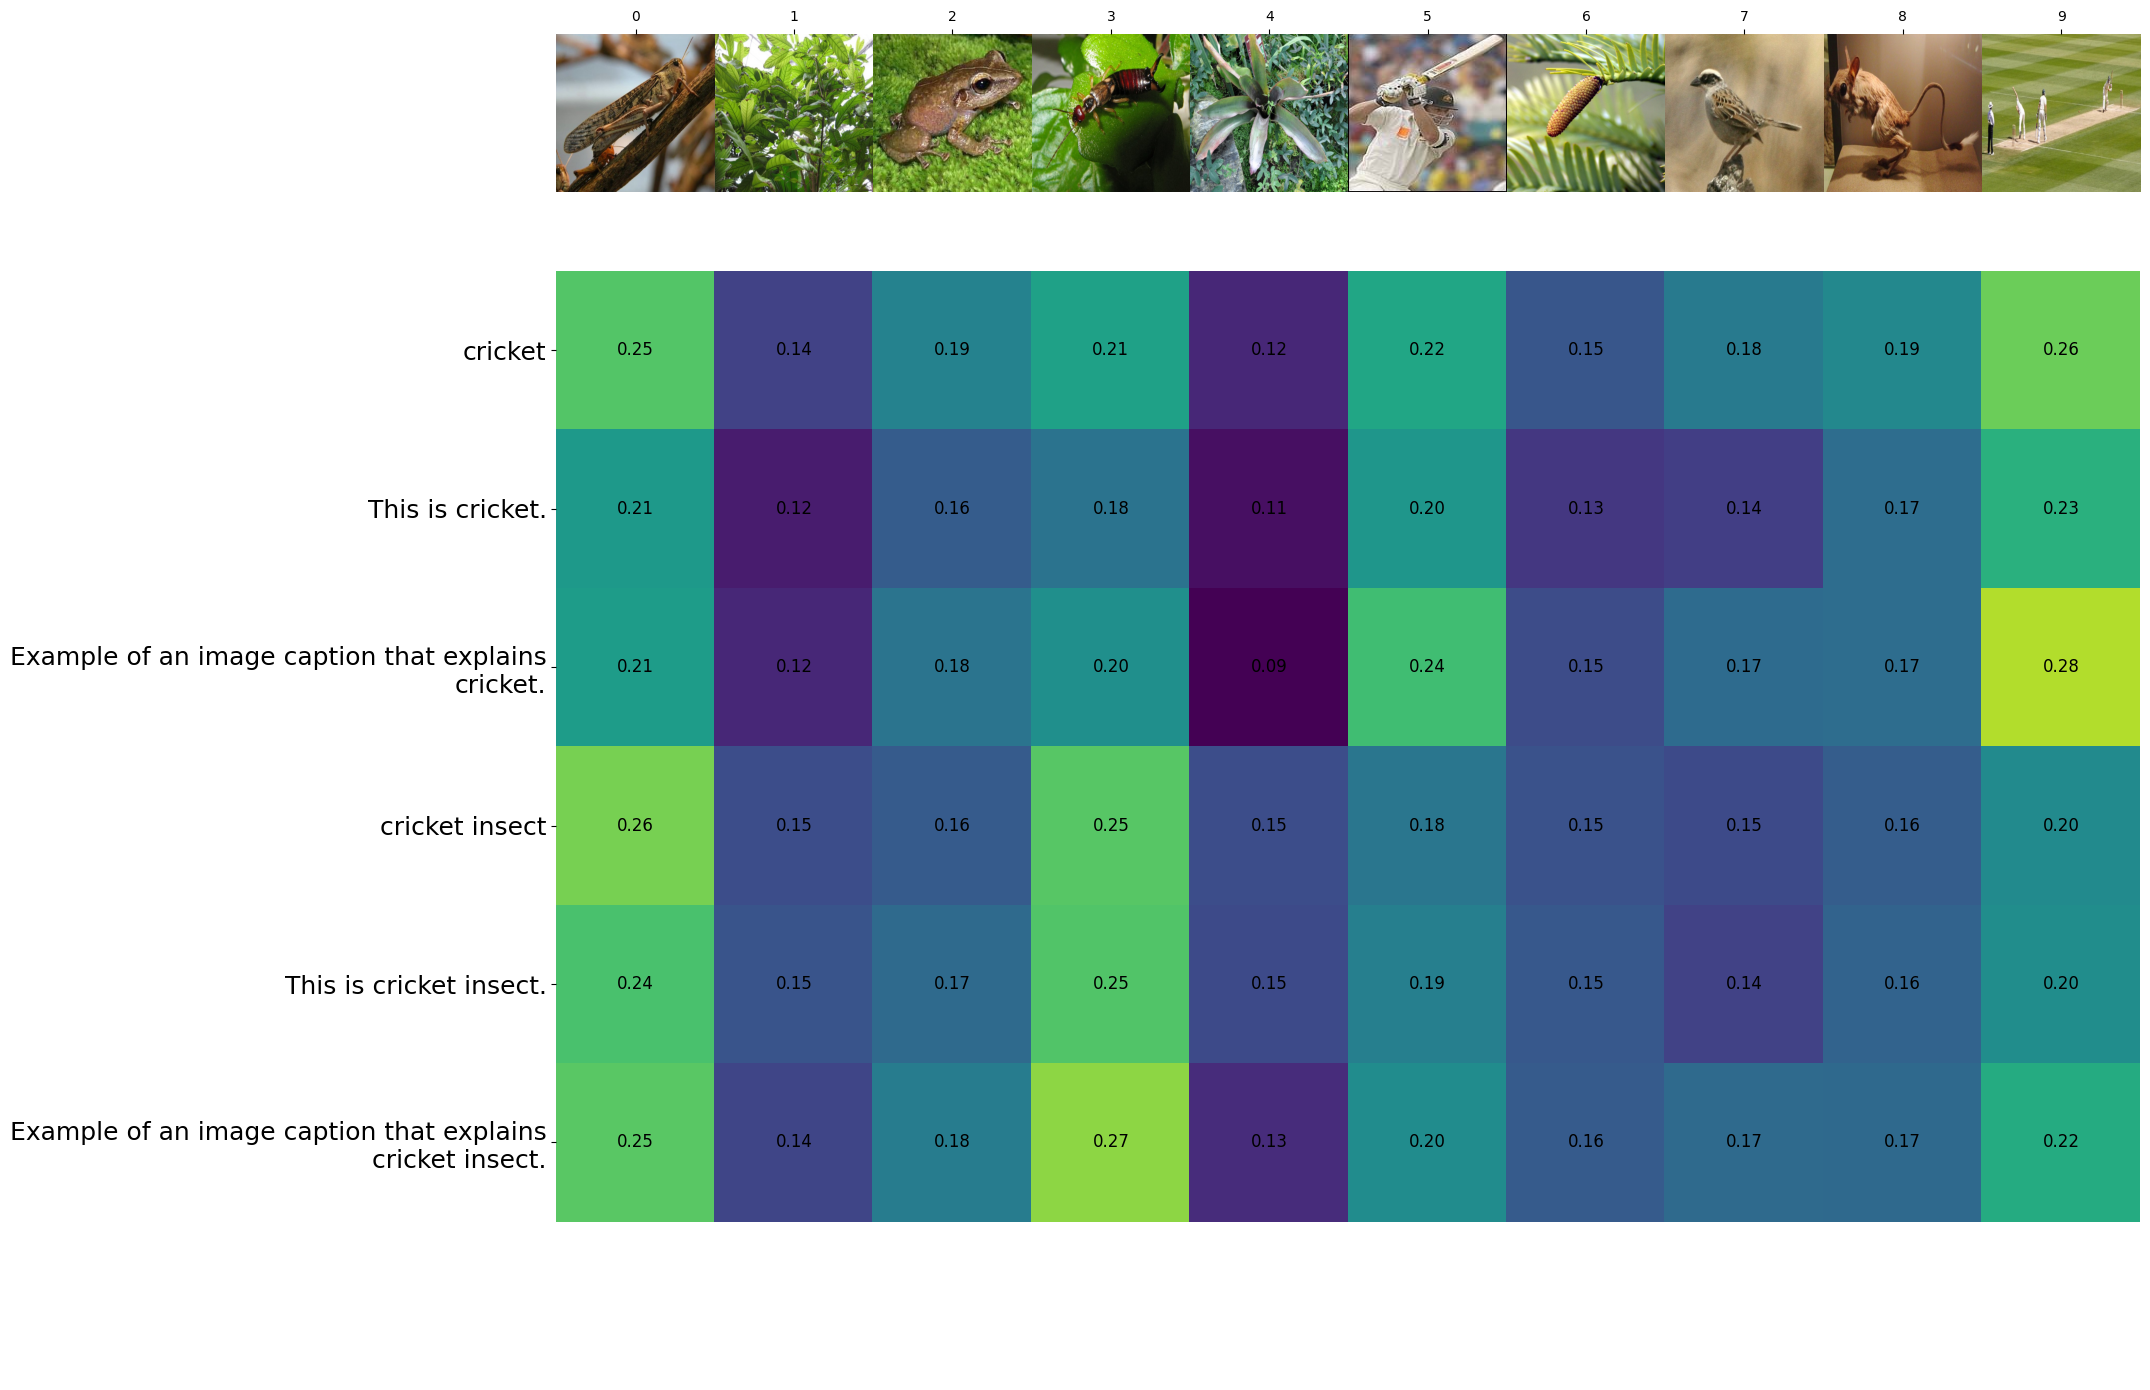 0 1 2 3 4 5 6 7 8 9
cricket 0.25 0.14 0.19 0.21 0.12 0.22 0.15 0.18 0.19 0.26
This is cricket. 0.21 0.12 0.16 0.18 0.11 0.20 0.13 0.14 0.17 0.23
Example of an image caption that explains
cricket. 0.21 0.12 0.18 0.20 0.09 0.24 0.15 0.17 0.17 0.28
cricket insect 0.26 0.15 0.16 0.25 0.15 0.18 0.15 0.15 0.16 0.20
This is cricket insect. 0.24 0.15 0.17 0.25 0.15 0.19 0.15 0.14 0.16 0.20
Example of an image caption that explains
cricket insect. 0.25 0.14 0.18 0.27 0.13 0.20 0.16 0.17 0.17 0.22